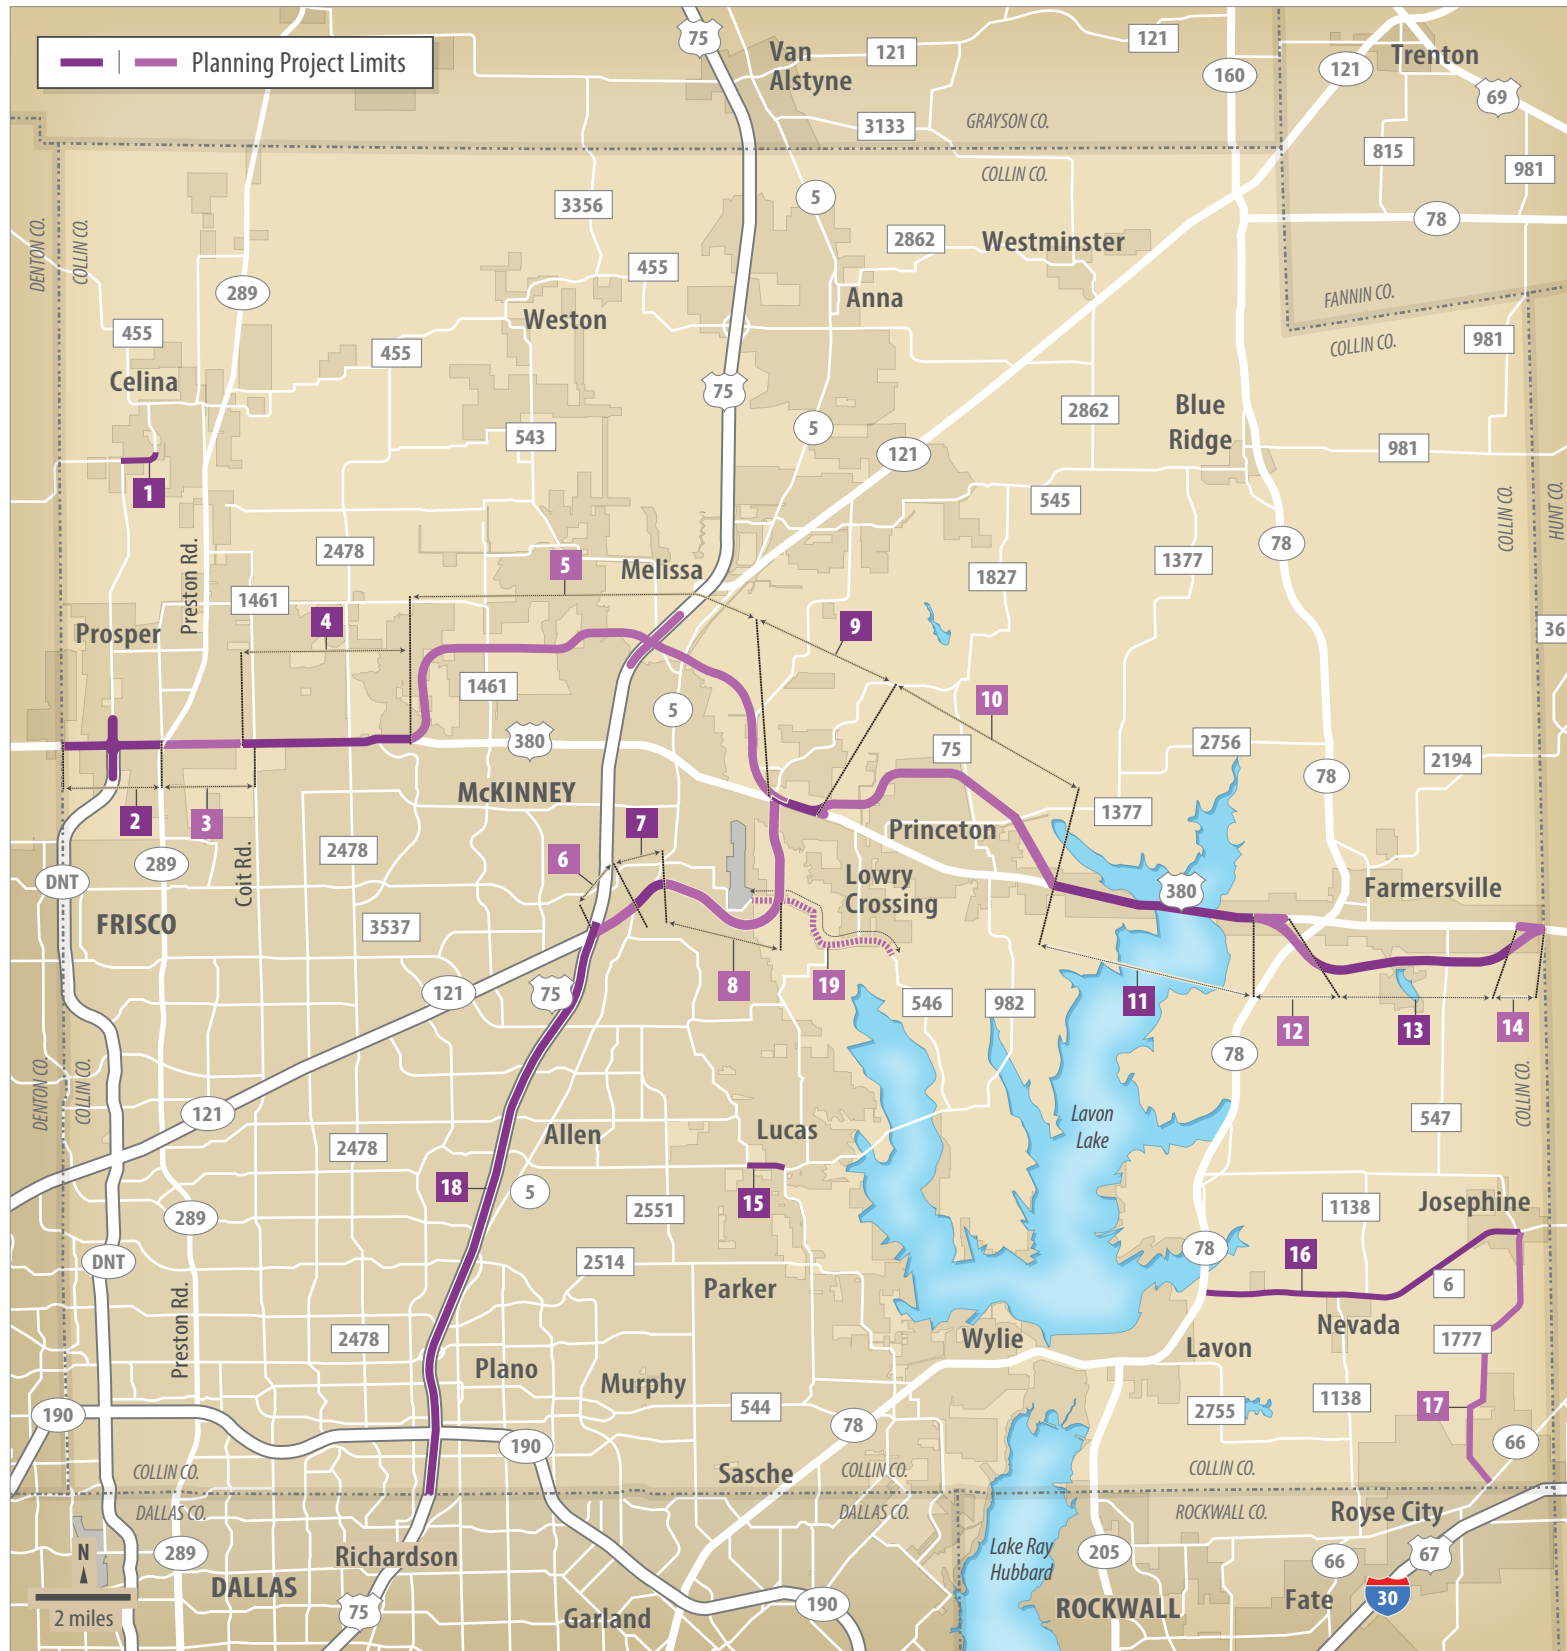 Planning Project Limits
75
Van
Alstyne
121
121
160
121
Trenton
69
3133
GRAYSON CO.
COLLIN CO.
815
981
DENTON CO.
COLLIN CO.
3356
5
2862
Westminster
78
455
289
Anna
FANNIN CO.
COLLIN CO.
455
Weston
455
981
Celina
75
2862
Blue
Ridge
543
5
121
981
1
545
COLLIN CO.
HUNT CO.
2478
Preston Rd.
5
Melissa
1827
1377
78
1461
4
9
36
Prosper
1461
5
10
380
75
2756
2194
78
McKINNEY
2
3
7
1377
Princeton
289
2478
6
DNT
Coit Rd.
Lowry
Crossing
380
Farmersville
FRISCO
3537
121
75
8
19
546
982
11
12
13
14
78
DENTON CO.
COLLIN CO.
COLLIN CO.
121
Allen
Lucas
Lavon
Lake
547
2478
18
5
15
2551
1138
Josephine
289
DNT
2514
78
16
Parker
6
Preston Rd.
2478
Wylie
Lavon
Nevada
1777
Plano
Murphy
190
544
78
2755
1138
17
66
190
COLLIN CO.
DALLAS CO.
Sasche
COLLIN CO.
DALLAS CO.
COLLIN CO.
ROCKWALL CO.
Royse City
N
289
Richardson
Lake Ray
Hubbard
205
66
67
DALLAS
2 miles
75
Garland
190
ROCKWALL
Fate
30